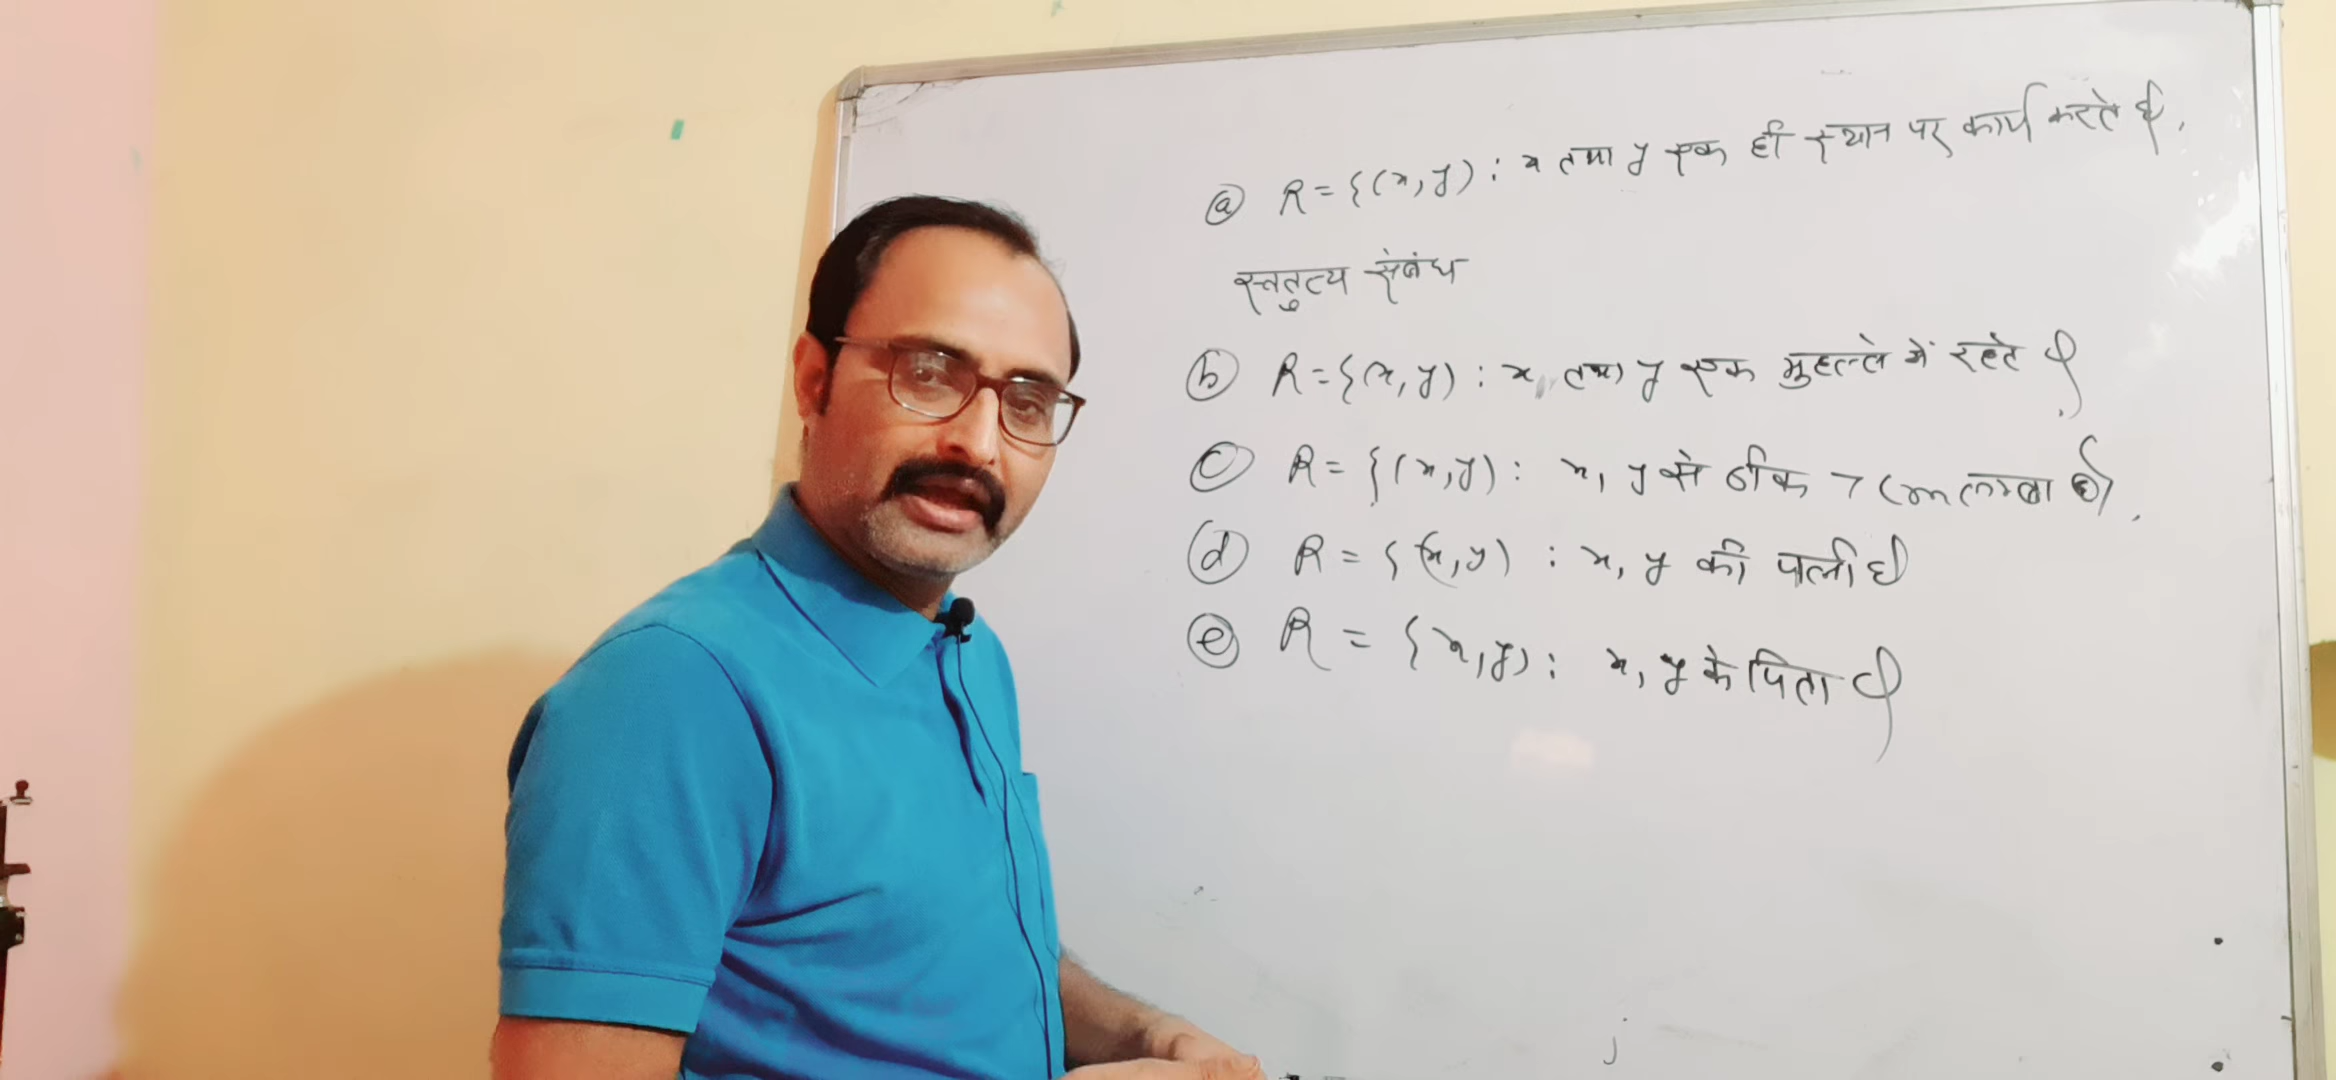 (a) R = {(x, y) : x तथा y एक ही स्थान पर कार्य करते हैं,
स्वतुल्य संबंध
(b) R = {(x, y) : x, तथा y एक मुहल्ले में रहते हैं,
(c) R = {(x, y) : x, y से ठीक 7 cm लम्बा है,
(d) R = {(x, y) : x, y की पत्नी है
(e) R = {x, y) : x, y के पिता हैं